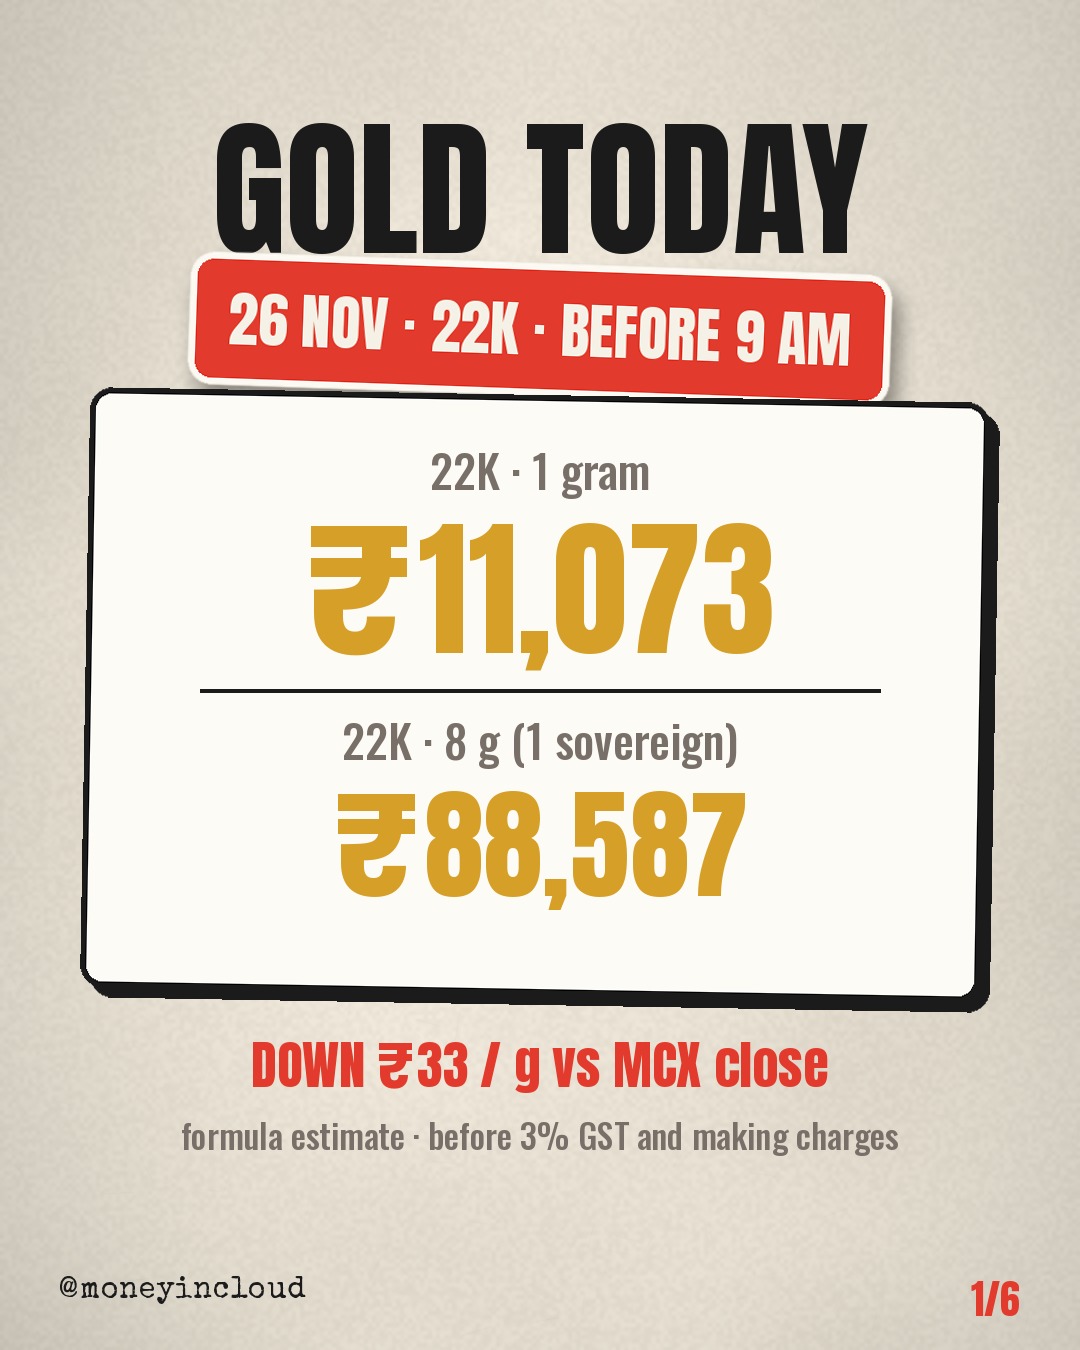 GOLD TODAY
26 NOV · 22K · BEFORE 9 AM
22K · 1 gram
₹11,073
22K · 8 g (1 sovereign)
₹88,587
DOWN ₹33 / g vs MCX close
formula estimate · before 3% GST and making charges
@moneyincloud
1/6